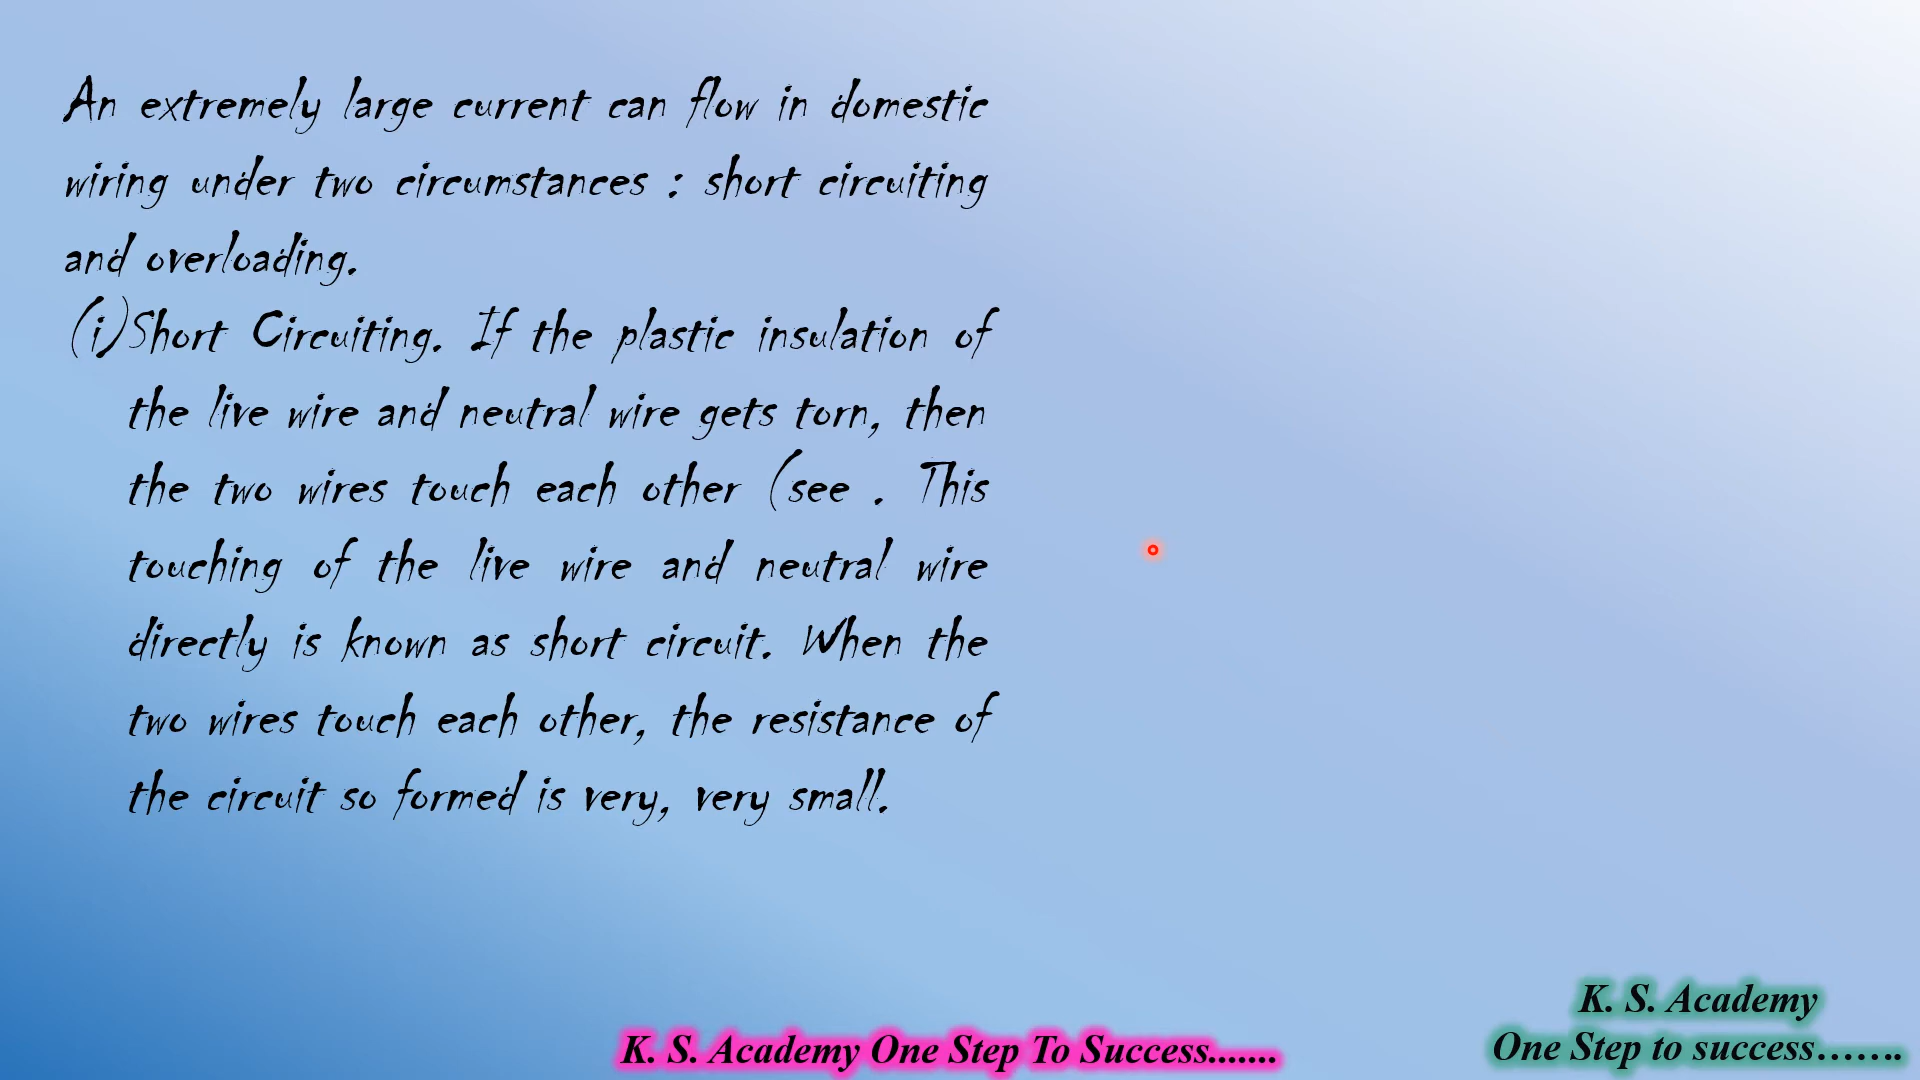 An extremely large current can flow in domestic
wiring under two circumstances : short circuiting
and overloading.
(i)Short Circuiting. If the plastic insulation of
the live wire and neutral wire gets torn, then
the two wires touch each other (see . This
touching of the live wire and neutral wire
directly is known as short circuit. When the
two wires touch each other, the resistance of
the circuit so formed is very, very small.
K. S. Academy
One Step to success.......
K. S. Academy One Step To Success.......